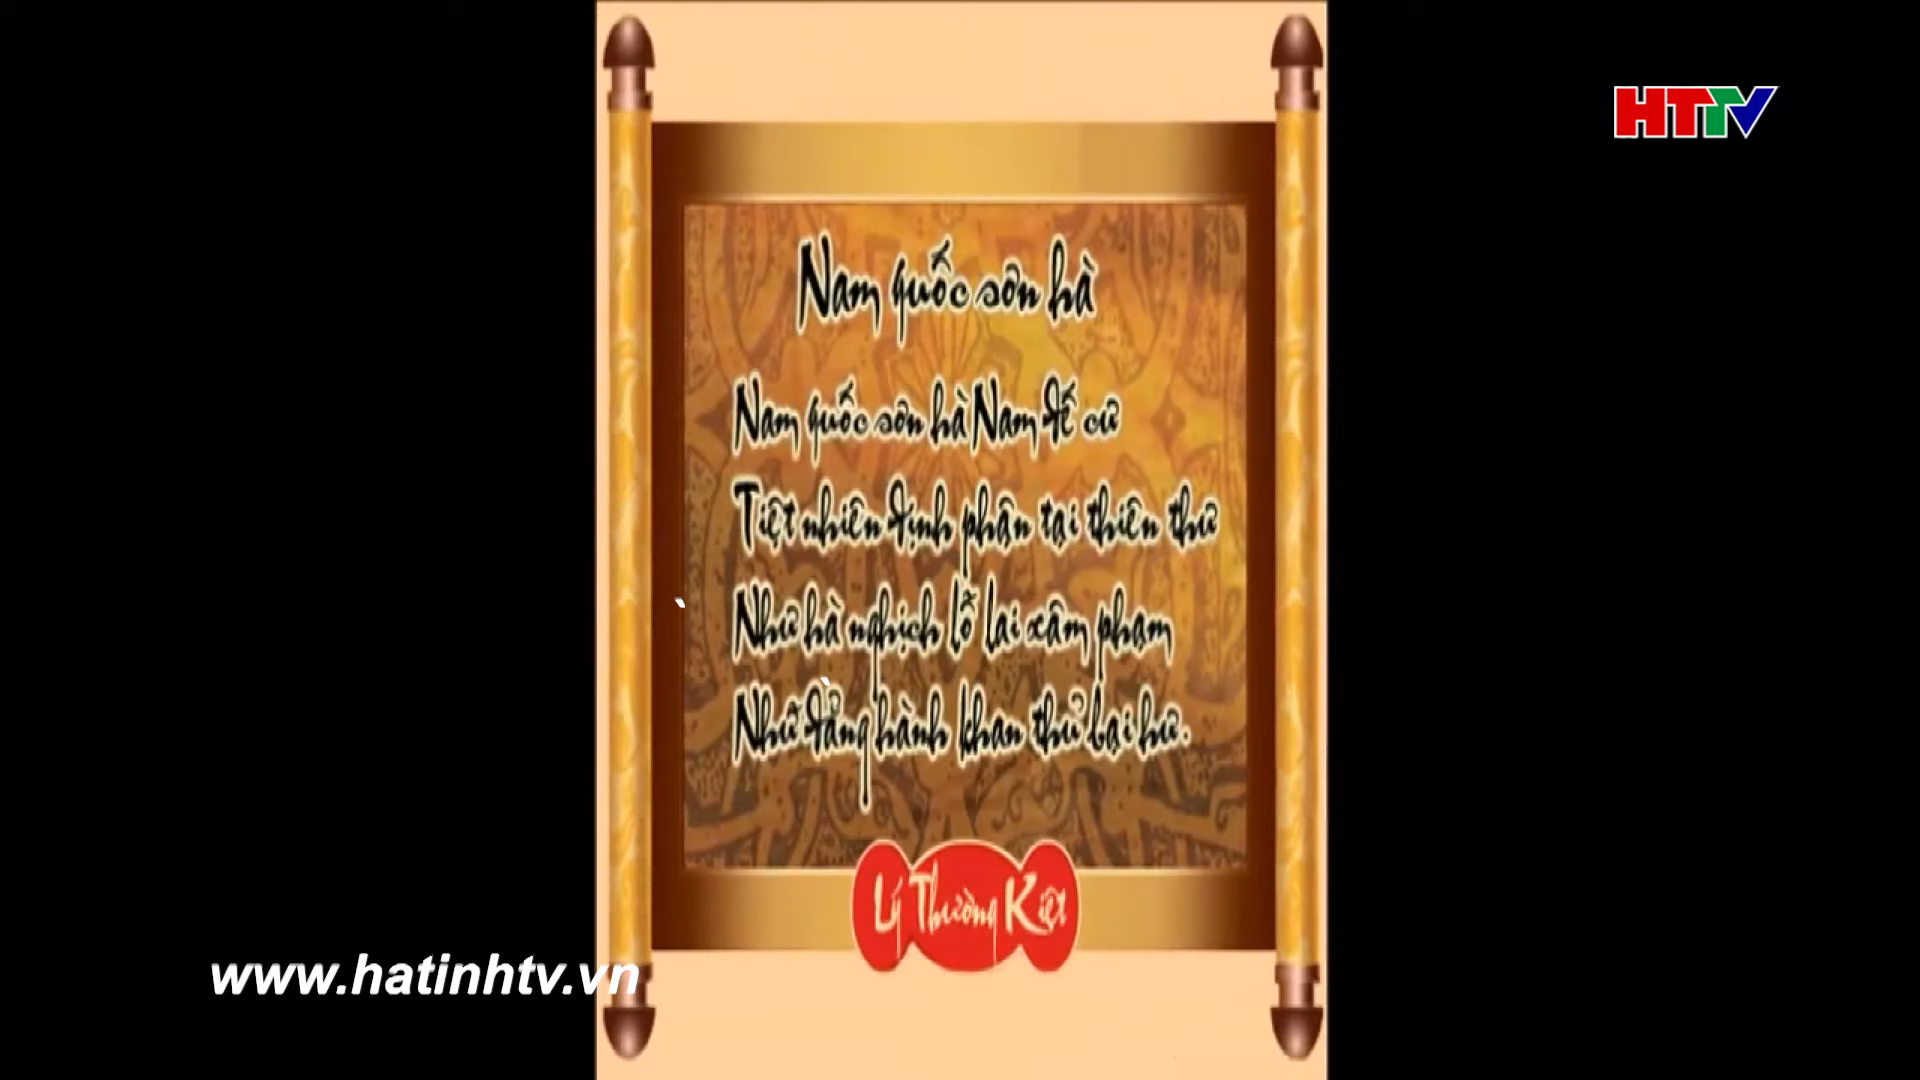 HTTV
Nam quốc sơn hà
Nam quốc sơn hà Nam đế cư
Tiệt nhiên định phận tại thiên thư
Như hà nghịch lỗ lai xâm phạm
Nhữ đẳng hành khan thủ bại hư.
Lý Thường Kiệt
www.hatinhtv.vn